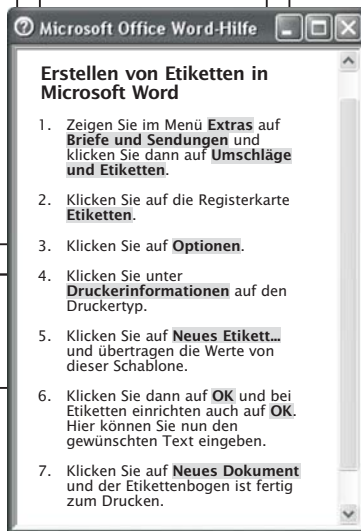 Microsoft Office Word-Hilfe
Erstellen von Etiketten in
Microsoft Word
1. Zeigen Sie im Menü Extras auf
Briefe und Sendungen und
klicken Sie dann auf Umschläge
und Etiketten.
2. Klicken Sie auf die Registerkarte
Etiketten.
3. Klicken Sie auf Optionen.
4. Klicken Sie unter
Druckerinformationen auf den
Druckertyp.
5. Klicken Sie auf Neues Etikett...
und übertragen die Werte von
dieser Schablone.
6. Klicken Sie dann auf OK und bei
Etiketten einrichten auch auf OK.
Hier können Sie nun den
gewünschten Text eingeben.
7. Klicken Sie auf Neues Dokument
und der Etikettenbogen ist fertig
zum Drucken.